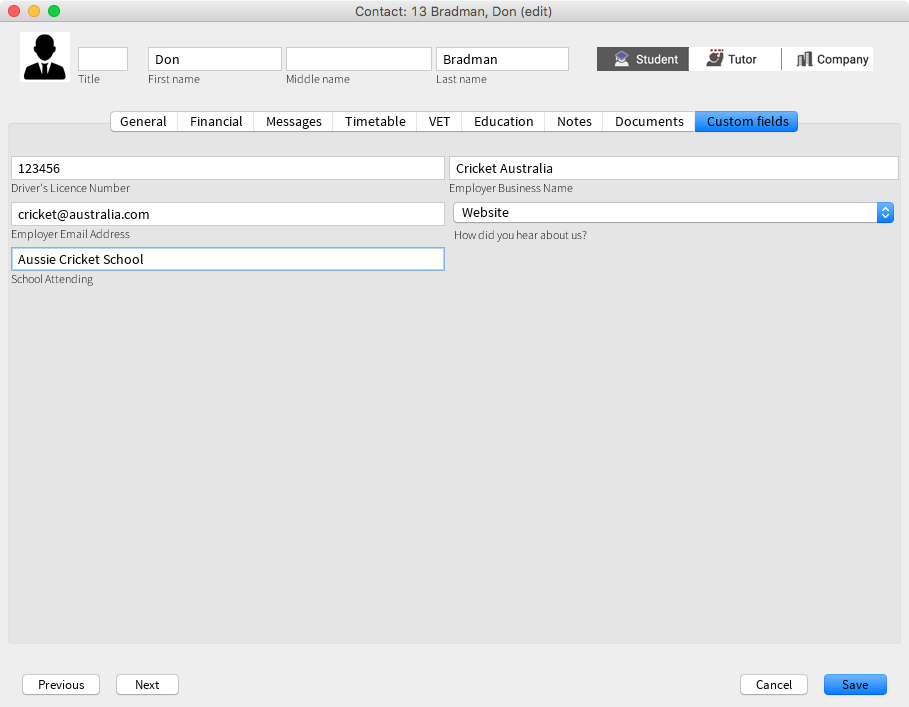 Contact: 13 Bradman, Don (edit)
Don Bradman Student Tutor Company
Title First name Middle name Last name
General Financial Messages Timetable VET Education Notes Documents Custom fields
123456 Cricket Australia
Driver's Licence Number Employer Business Name
cricket@australia.com Website
Employer Email Address How did you hear about us?
Aussie Cricket School
School Attending
Previous Next Cancel Save